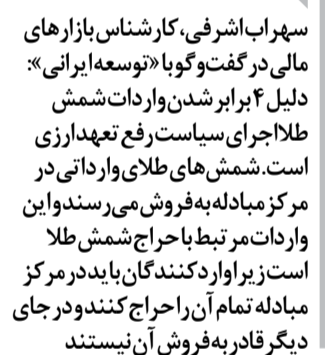 سهراب اشرفی، کارشناس بازارهای
مالی در گفت‌وگو با «توسعه ایرانی»:
دلیل ۴ برابر شدن واردات شمش
طلا اجرای سیاست رفع تعهد ارزی
است. شمش‌های طلای وارداتی در
مرکز مبادله به فروش می‌رسند و این
واردات مرتبط با حراج شمش طلا
است زیرا واردکنندگان باید در مرکز
مبادله تمام آن را حراج کنند و در جای
دیگر قادر به فروش آن نیستند